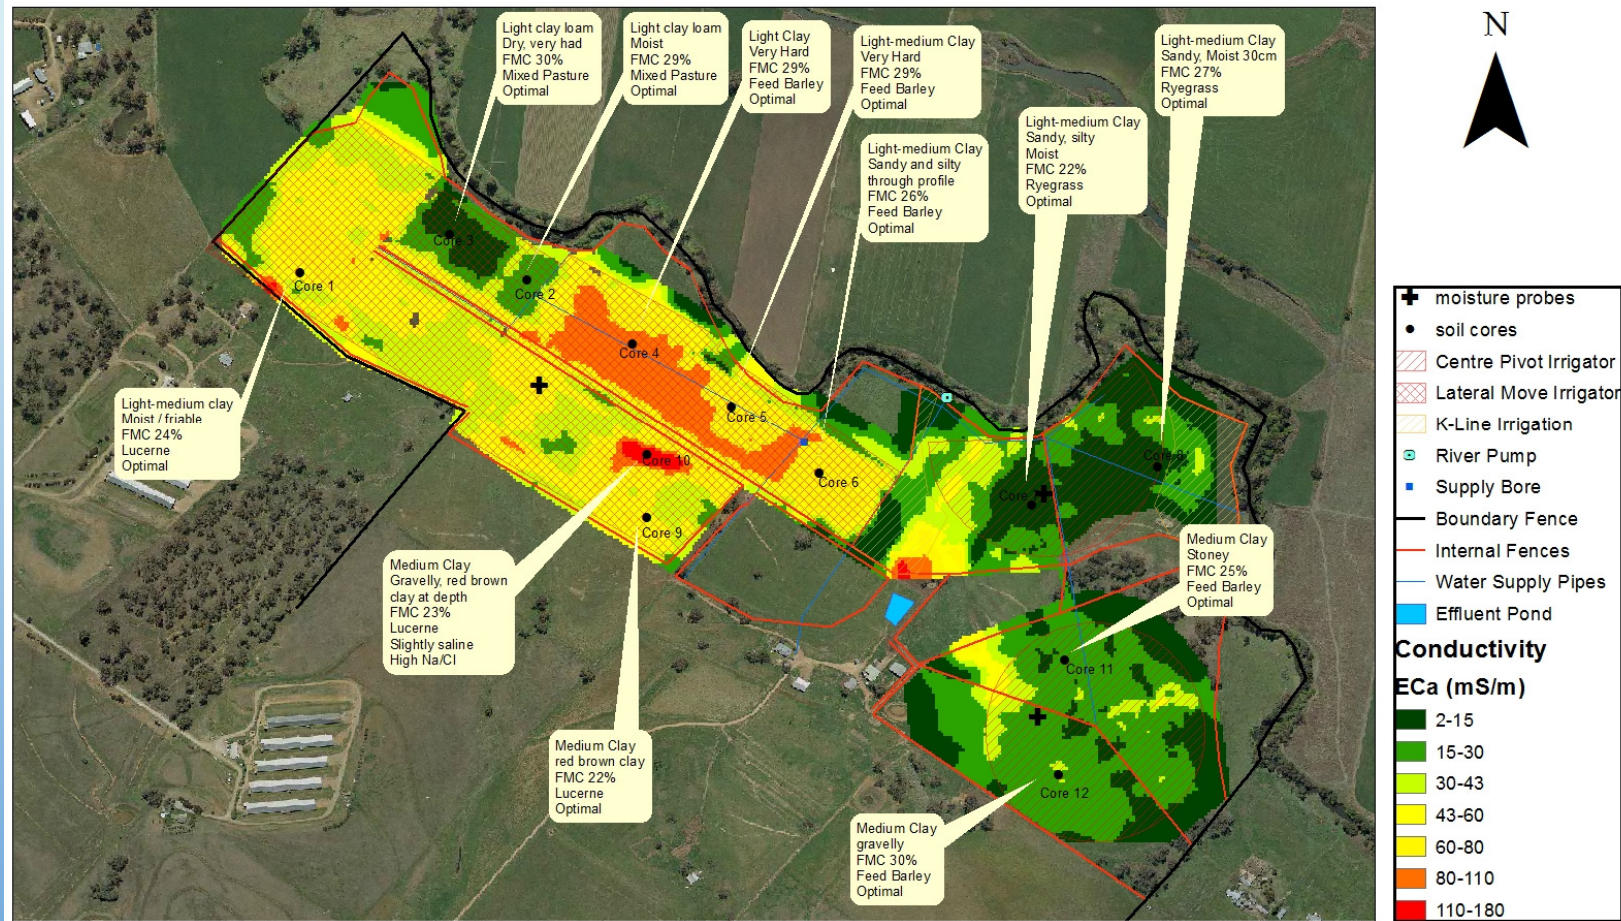 Light clay loam
Dry, very had
FMC 30%
Mixed Pasture
Optimal
Light clay loam
Moist
FMC 29%
Mixed Pasture
Optimal
Light Clay
Very Hard
FMC 29%
Feed Barley
Optimal
Light-medium Clay
Very Hard
FMC 29%
Feed Barley
Optimal
Light-medium Clay
Sandy and silty
through profile
FMC 26%
Feed Barley
Optimal
Light-medium Clay
Sandy, silty
Moist
FMC 22%
Ryegrass
Optimal
Light-medium Clay
Sandy, Moist 30cm
FMC 27%
Ryegrass
Optimal
Light-medium clay
Moist / friable
FMC 24%
Lucerne
Optimal
Medium Clay
Gravelly, red brown
clay at depth
FMC 23%
Lucerne
Slightly saline
High Na/Cl
Medium Clay
red brown clay
FMC 22%
Lucerne
Optimal
Medium Clay
Stoney
FMC 25%
Feed Barley
Optimal
Medium Clay
gravelly
FMC 30%
Feed Barley
Optimal
Core 3
Core 1
Core 2
Core 4
Core 5
Core 10
Core 6
Core 9
Core
Core
Core 11
Core 12
N
moisture probes
soil cores
Centre Pivot Irrigator
Lateral Move Irrigator
K-Line Irrigation
River Pump
Supply Bore
Boundary Fence
Internal Fences
Water Supply Pipes
Effluent Pond
Conductivity
ECa (mS/m)
2-15
15-30
30-43
43-60
60-80
80-110
110-180